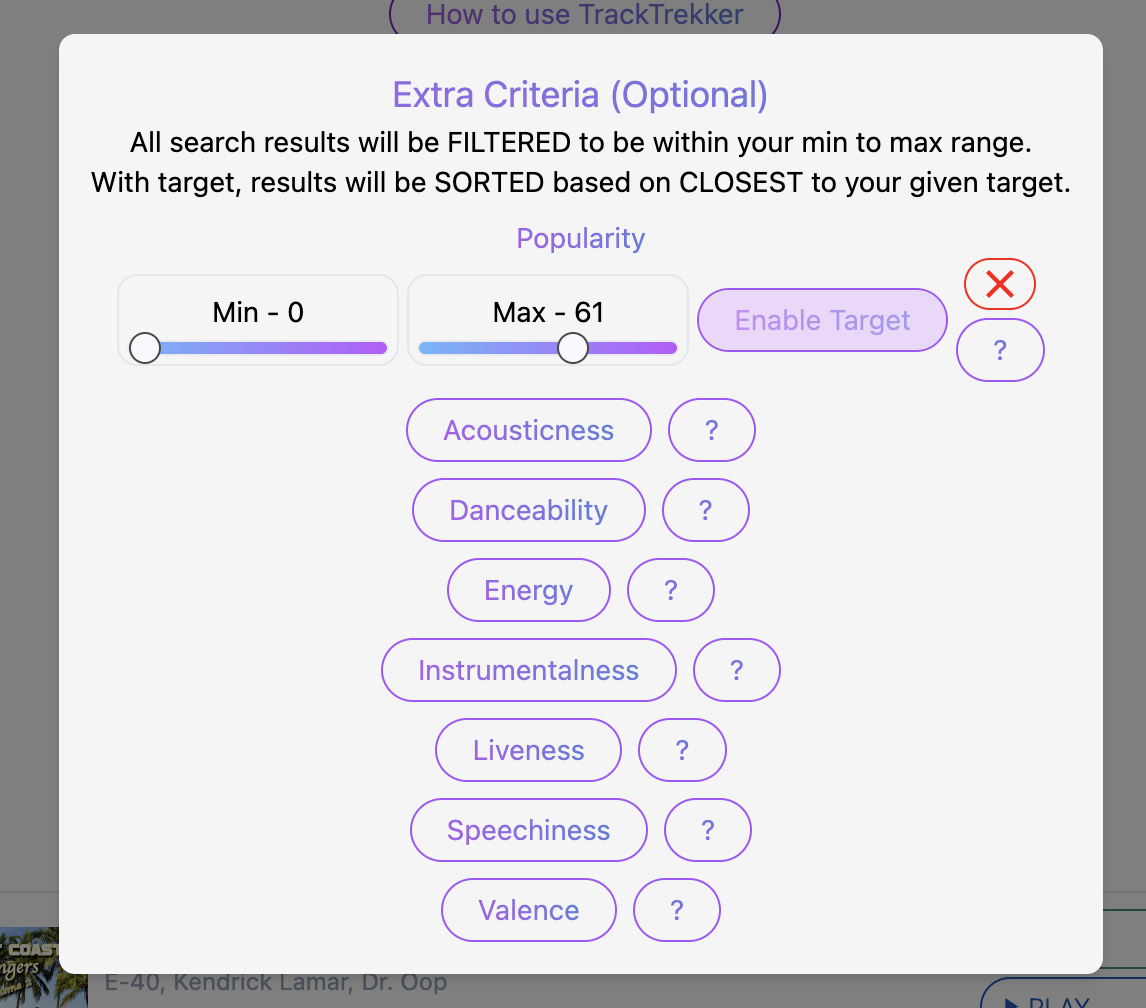 How to use TrackTrekker
Extra Criteria (Optional)
All search results will be FILTERED to be within your min to max range.
With target, results will be SORTED based on CLOSEST to your given target.
Popularity
Min - 0
Max - 61
Enable Target
?
Acousticness ?
Danceability ?
Energy ?
Instrumentalness ?
Liveness ?
Speechiness ?
Valence ?
COAST
ngers
E-40, Kendrick Lamar, Dr. Oop
PLAY